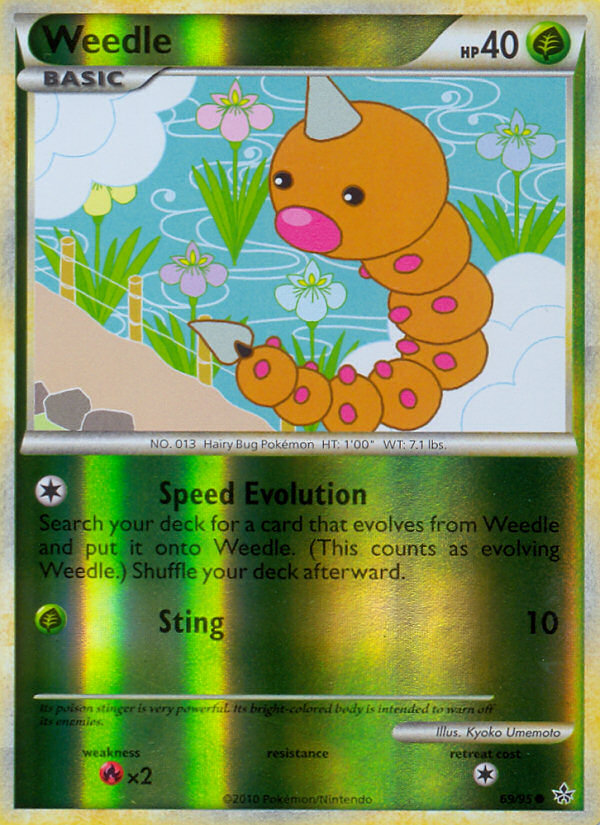 Weedle
HP40
BASIC
NO. 013 Hairy Bug Pokémon HT: 1'00" WT: 7.1 lbs.
Speed Evolution
Search your deck for a card that evolves from Weedle
and put it onto Weedle. (This counts as evolving
Weedle.) Shuffle your deck afterward.
Sting 10
Its poison stinger is very powerful. Its bright-colored body is intended to warn off
its enemies.
Illus. Kyoko Umemoto
weakness resistance retreat cost
×2
©2010 Pokémon/Nintendo 69/95